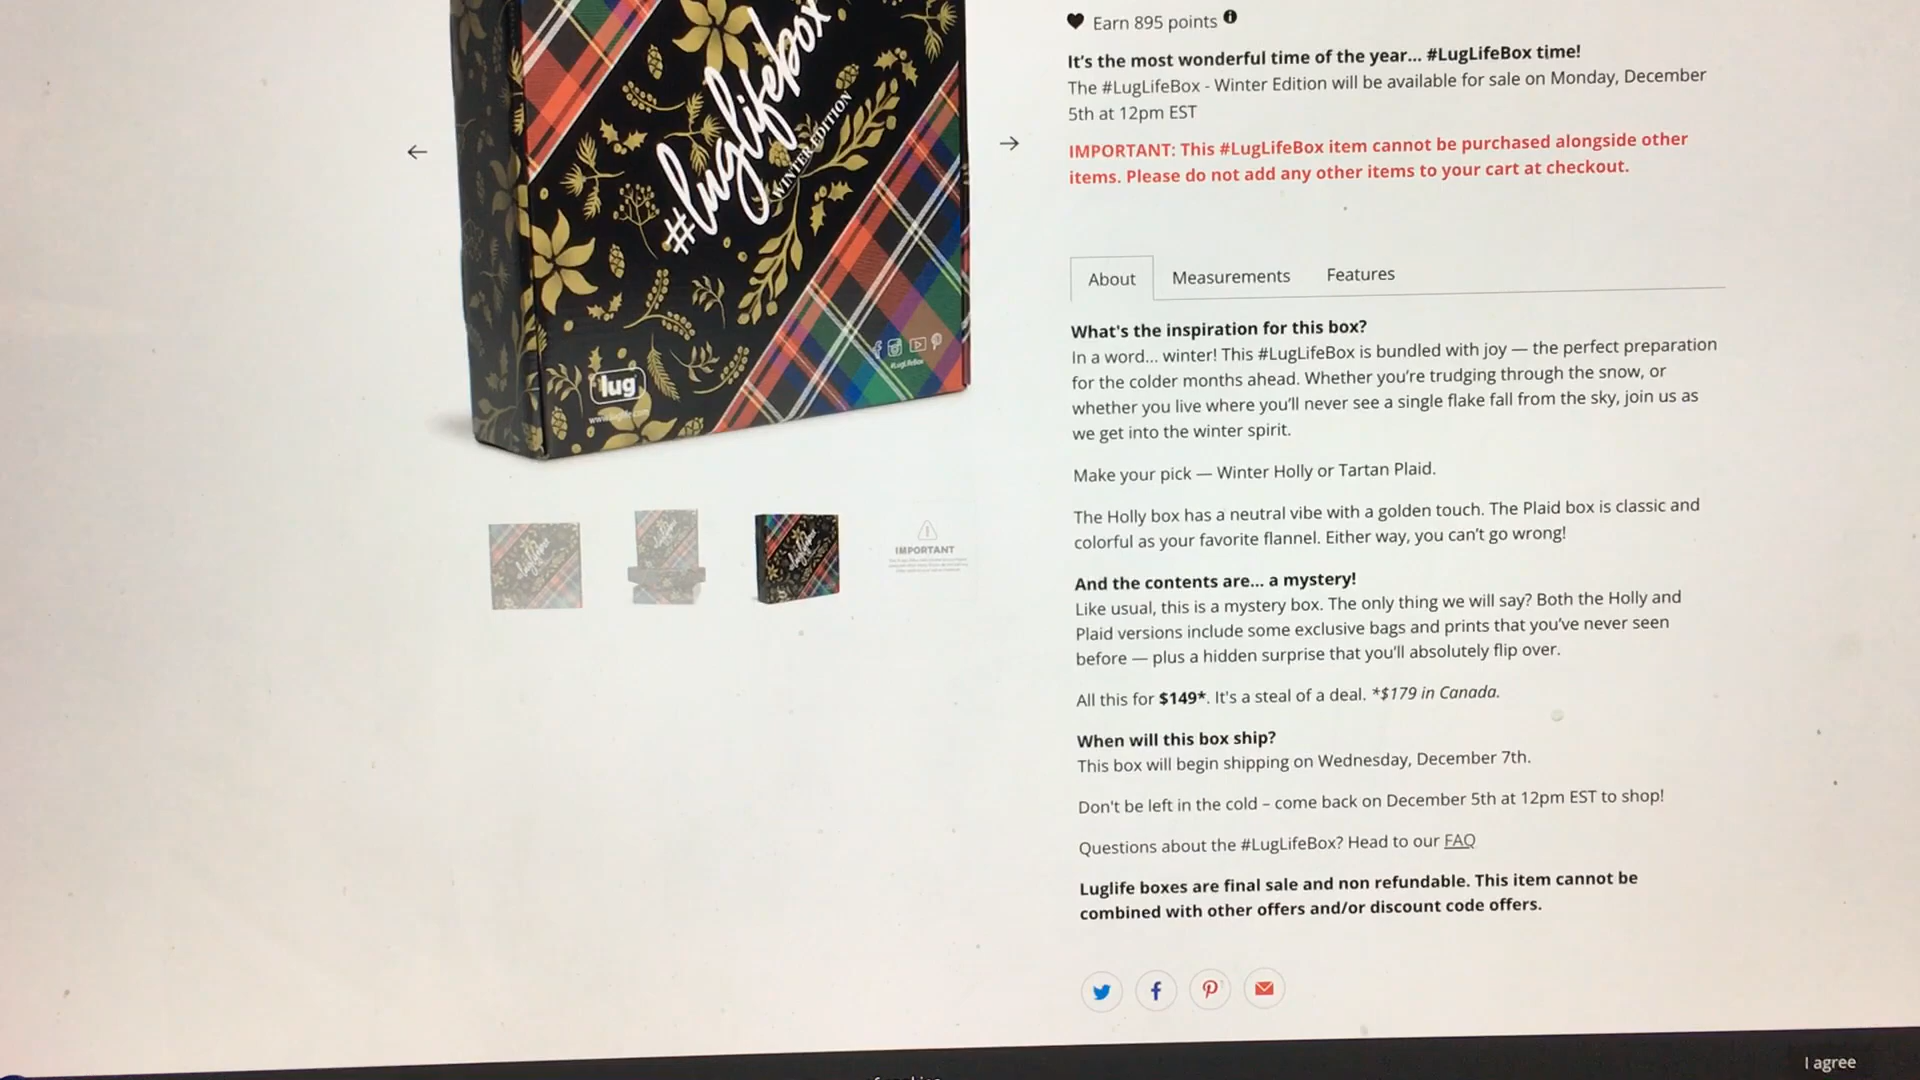 #luglifebox
WINTER EDITION
#LugLifeBox
lug
Earn 895 points
It's the most wonderful time of the year... #LugLifeBox time!
The #LugLifeBox - Winter Edition will be available for sale on Monday, December
5th at 12pm EST
IMPORTANT: This #LugLifeBox item cannot be purchased alongside other
items. Please do not add any other items to your cart at checkout.
About Measurements Features
What's the inspiration for this box?
In a word... winter! This #LugLifeBox is bundled with joy — the perfect preparation
for the colder months ahead. Whether you're trudging through the snow, or
whether you live where you'll never see a single flake fall from the sky, join us as
we get into the winter spirit.
Make your pick — Winter Holly or Tartan Plaid.
The Holly box has a neutral vibe with a golden touch. The Plaid box is classic and
colorful as your favorite flannel. Either way, you can't go wrong!
And the contents are... a mystery!
Like usual, this is a mystery box. The only thing we will say? Both the Holly and
Plaid versions include some exclusive bags and prints that you've never seen
before — plus a hidden surprise that you'll absolutely flip over.
All this for $149*. It's a steal of a deal. *$179 in Canada.
When will this box ship?
This box will begin shipping on Wednesday, December 7th.
Don't be left in the cold – come back on December 5th at 12pm EST to shop!
Questions about the #LugLifeBox? Head to our FAQ
Luglife boxes are final sale and non refundable. This item cannot be
combined with other offers and/or discount code offers.
IMPORTANT
I agree